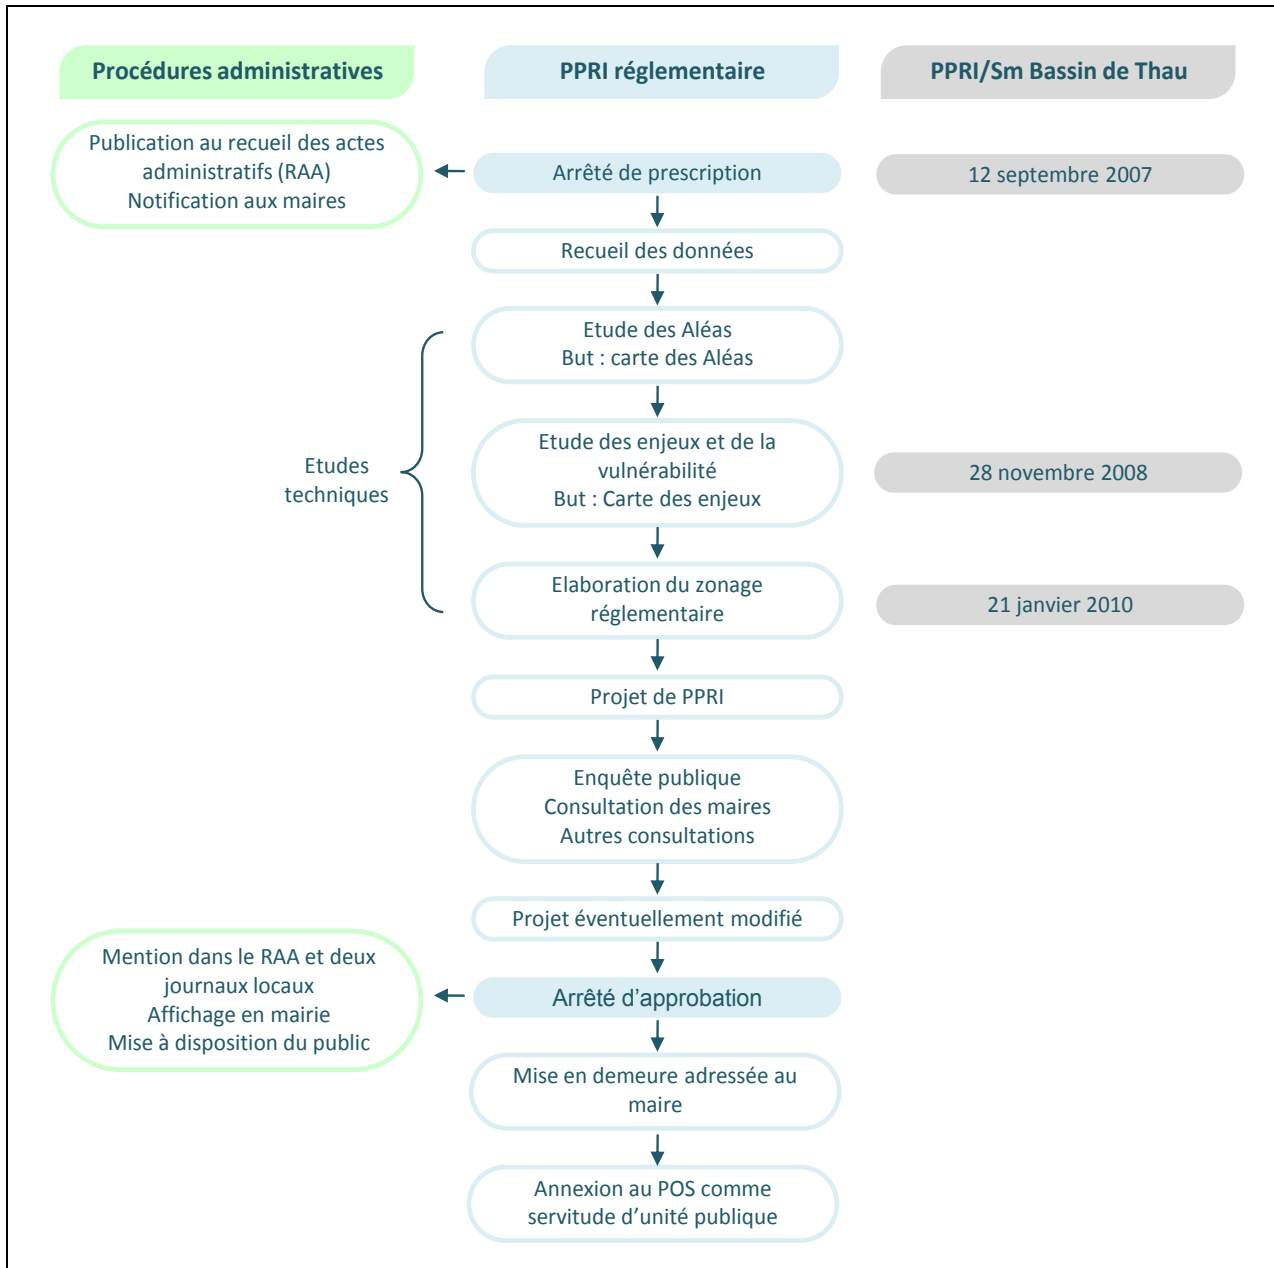 Procédures administratives
PPRI réglementaire
PPRI/Sm Bassin de Thau
Publication au recueil des actes
administratifs (RAA)
Notification aux maires
Arrêté de prescription
12 septembre 2007
Recueil des données
Etude des Aléas
But : carte des Aléas
Etudes
techniques
Etude des enjeux et de la
vulnérabilité
But : Carte des enjeux
28 novembre 2008
Elaboration du zonage
réglementaire
21 janvier 2010
Projet de PPRI
Enquête publique
Consultation des maires
Autres consultations
Projet éventuellement modifié
Mention dans le RAA et deux
journaux locaux
Affichage en mairie
Mise à disposition du public
Arrêté d’approbation
Mise en demeure adressée au
maire
Annexion au POS comme
servitude d’unité publique